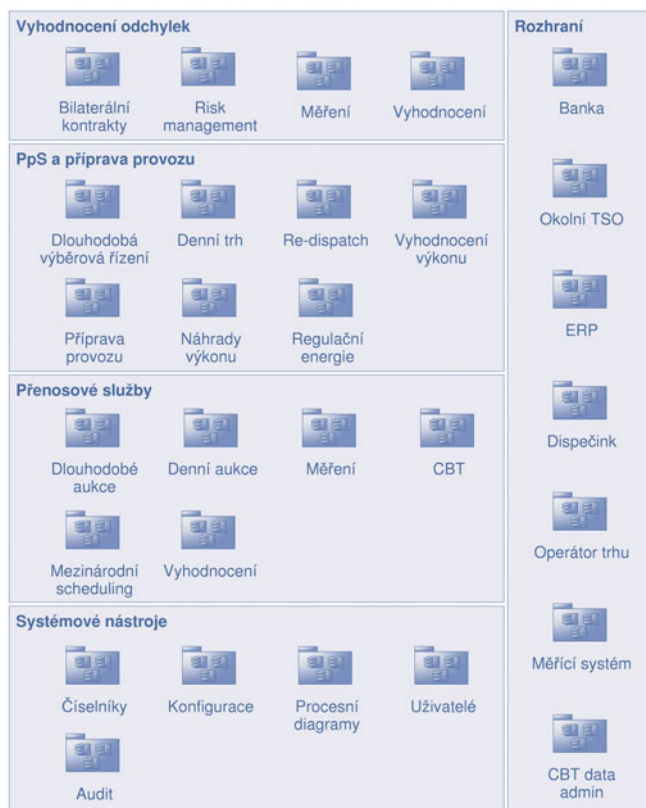 Vyhodnocení odchylek
Bilaterální
kontrakty
Risk
management
Měření
Vyhodnocení
PpS a příprava provozu
Dlouhodobá
výběrová řízení
Denní trh
Re-dispatch
Vyhodnocení
výkonu
Příprava
provozu
Náhrady
výkonu
Regulační
energie
Přenosové služby
Dlouhodobé
aukce
Denní aukce
Měření
CBT
Mezinárodní
scheduling
Vyhodnocení
Systémové nástroje
Číselníky
Konfigurace
Procesní
diagramy
Uživatelé
Audit
Rozhraní
Banka
Okolní TSO
ERP
Dispečink
Operátor trhu
Měřící systém
CBT data
admin